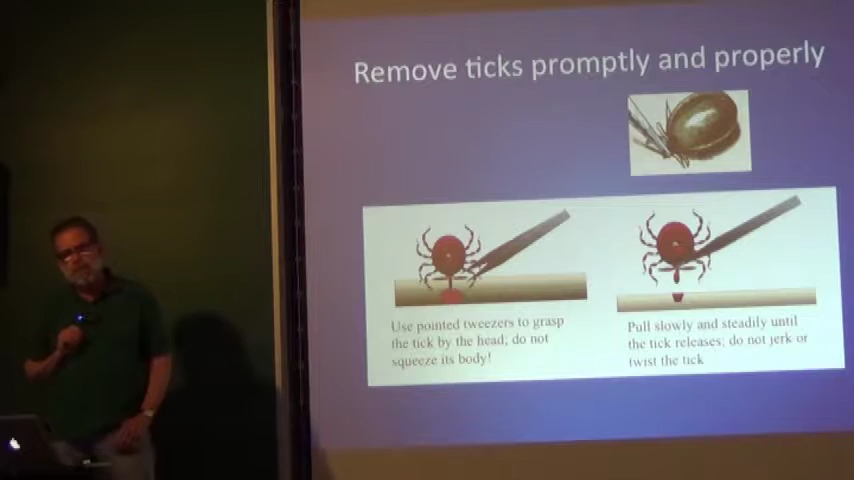 Remove ticks promptly and properly
Use pointed tweezers to grasp
the tick by the head; do not
squeeze its body!
Pull slowly and steadily until
the tick releases; do not jerk or
twist the tick